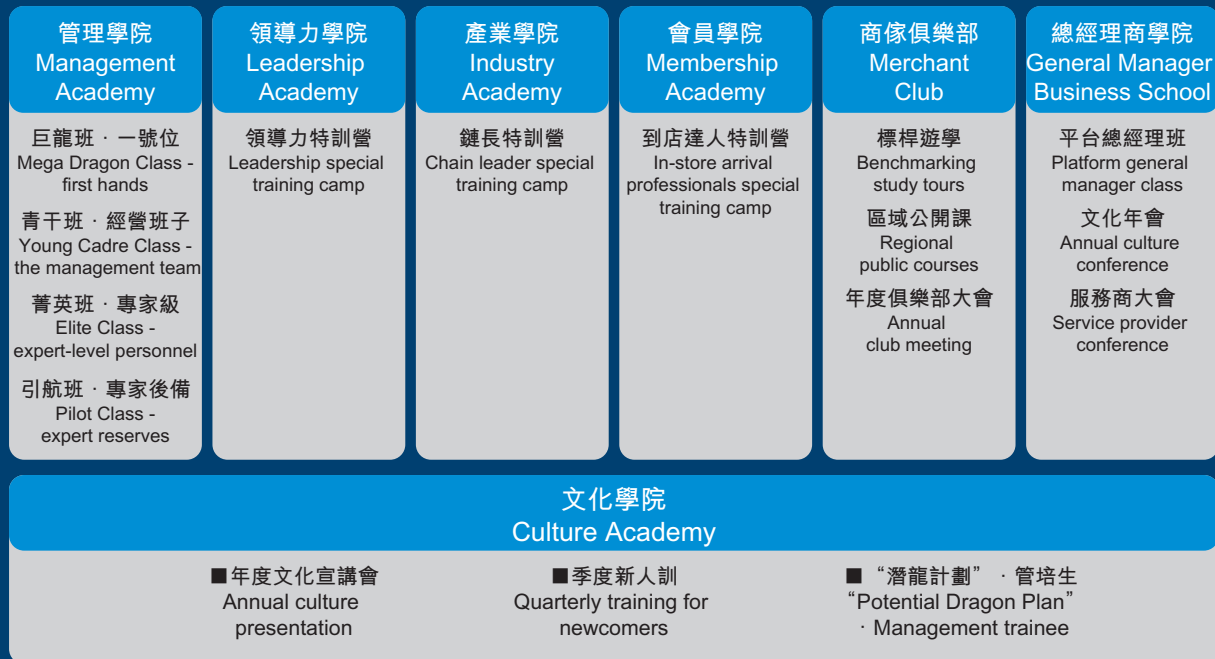 管理學院
Management
Academy
巨龍班．一號位
Mega Dragon Class -
first hands
青干班．經營班子
Young Cadre Class -
the management team
菁英班．專家級
Elite Class -
expert-level personnel
引航班．專家後備
Pilot Class -
expert reserves
領導力學院
Leadership
Academy
領導力特訓營
Leadership special
training camp
產業學院
Industry
Academy
鏈長特訓營
Chain leader special
training camp
會員學院
Membership
Academy
到店達人特訓營
In-store arrival
professionals special
training camp
商傢俱樂部
Merchant
Club
標桿遊學
Benchmarking
study tours
區域公開課
Regional
public courses
年度俱樂部大會
Annual
club meeting
總經理商學院
General Manager
Business School
平台總經理班
Platform general
manager class
文化年會
Annual culture
conference
服務商大會
Service provider
conference
文化學院
Culture Academy
■年度文化宣講會
Annual culture
presentation
■季度新人訓
Quarterly training for
newcomers
■“潛龍計劃”．管培生
“Potential Dragon Plan”
．Management trainee